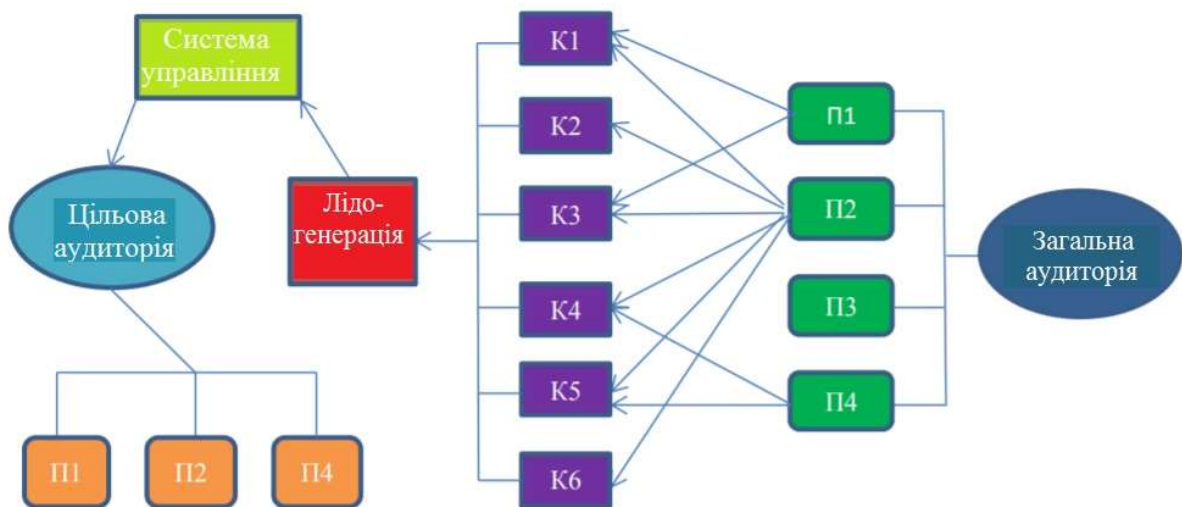 Система
управління
Цільова
аудиторія
Лідо-
генерація
К1
К2
К3
К4
К5
К6
П1
П2
П3
П4
Загальна
аудиторія
П1
П2
П4